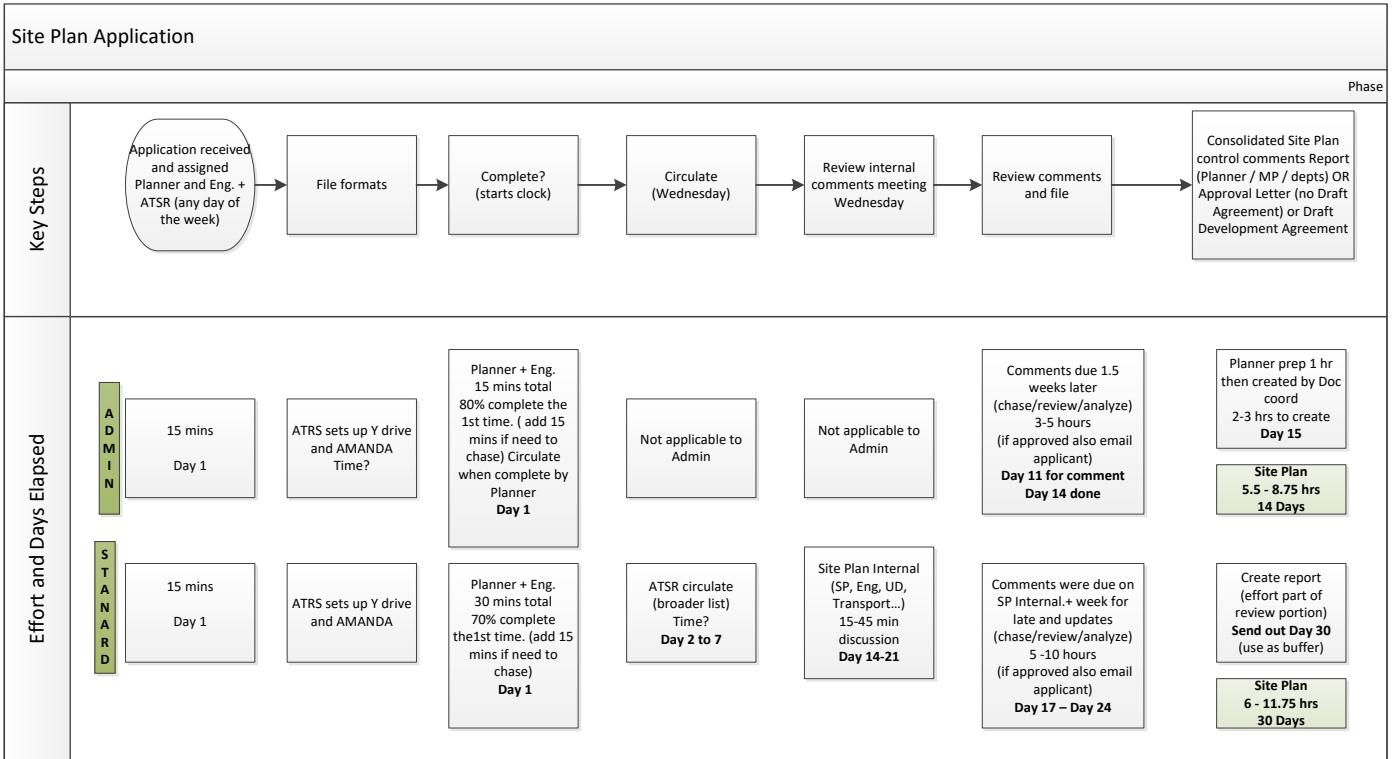 Site Plan Application
Phase
Key Steps
Application received
and assigned
Planner and Eng. +
ATSR (any day of
the week)
File formats
Complete?
(starts clock)
Circulate
(Wednesday)
Review internal
comments meeting
Wednesday
Review comments
and file
Consolidated Site Plan
control comments Report
(Planner / MP / depts) OR
Approval Letter (no Draft
Agreement) or Draft
Development Agreement
Effort and Days Elapsed
A
D
M
I
N
15 mins
Day 1
ATRS sets up Y drive
and AMANDA
Time?
Planner + Eng.
15 mins total
80% complete the
1st time. ( add 15
mins if need to
chase) Circulate
when complete by
Planner
Day 1
Not applicable to
Admin
Not applicable to
Admin
Comments due 1.5
weeks later
(chase/review/analyze)
3-5 hours
(if approved also email
applicant)
Day 11 for comment
Day 14 done
Planner prep 1 hr
then created by Doc
coord
2-3 hrs to create
Day 15
Site Plan
5.5 - 8.75 hrs
14 Days
S
T
A
N
A
R
D
15 mins
Day 1
ATRS sets up Y drive
and AMANDA
Planner + Eng.
30 mins total
70% complete
the1st time. (add 15
mins if need to
chase)
Day 1
ATSR circulate
(broader list)
Time?
Day 2 to 7
Site Plan Internal
(SP, Eng, UD,
Transport...)
15-45 min
discussion
Day 14-21
Comments were due on
SP Internal.+ week for
late and updates
(chase/review/analyze)
5 -10 hours
(if approved also email
applicant)
Day 17 – Day 24
Create report
(effort part of
review portion)
Send out Day 30
(use as buffer)
Site Plan
6 - 11.75 hrs
30 Days